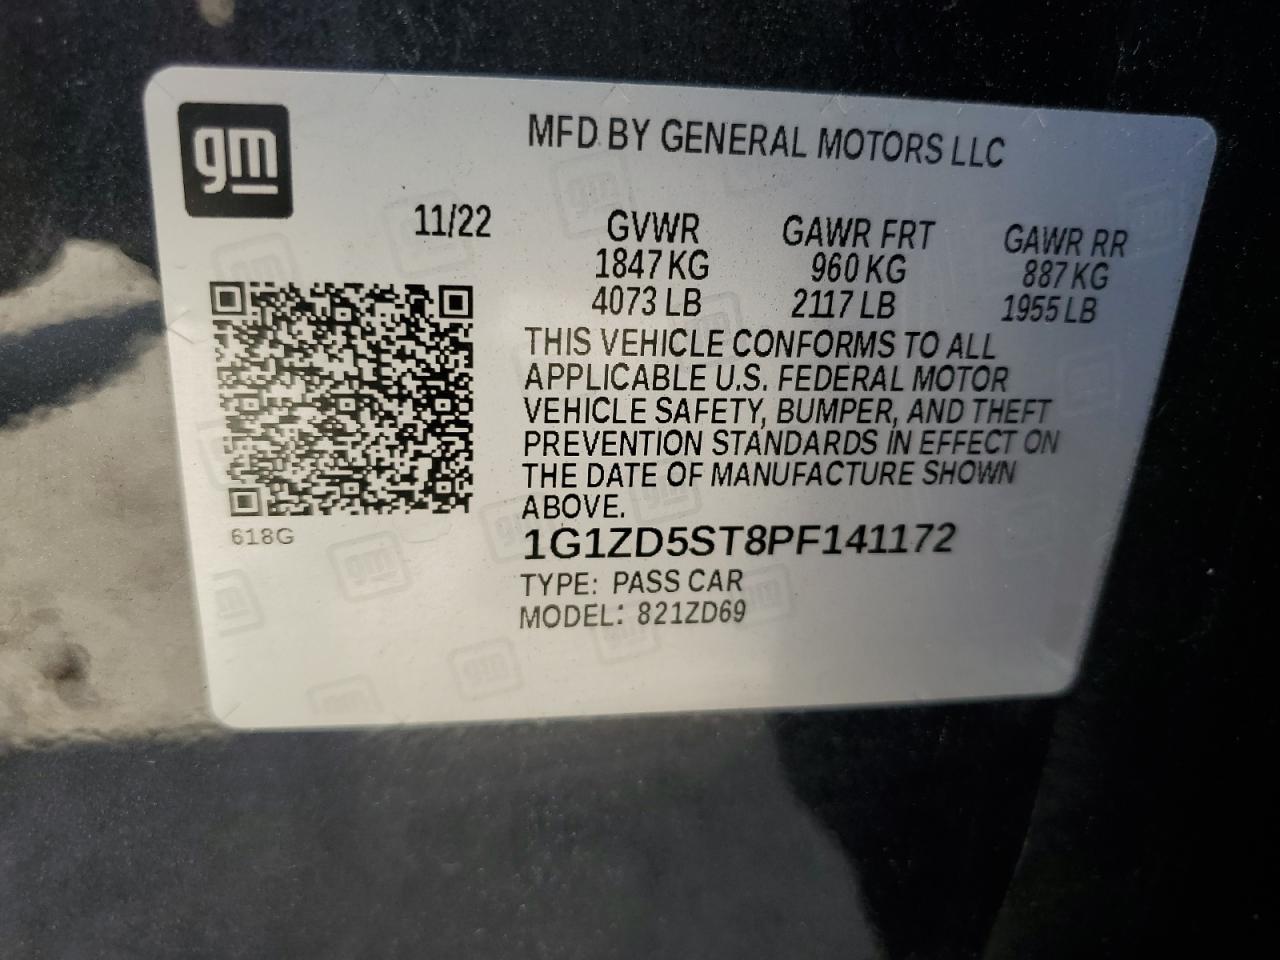 gm
MFD BY GENERAL MOTORS LLC
11/22 GVWR GAWR FRT GAWR RR
1847 KG 960 KG 887 KG
4073 LB 2117 LB 1955 LB
THIS VEHICLE CONFORMS TO ALL
APPLICABLE U.S. FEDERAL MOTOR
VEHICLE SAFETY, BUMPER, AND THEFT
PREVENTION STANDARDS IN EFFECT ON
THE DATE OF MANUFACTURE SHOWN
ABOVE.
618G
1G1ZD5ST8PF141172
TYPE: PASS CAR
MODEL: 821ZD69